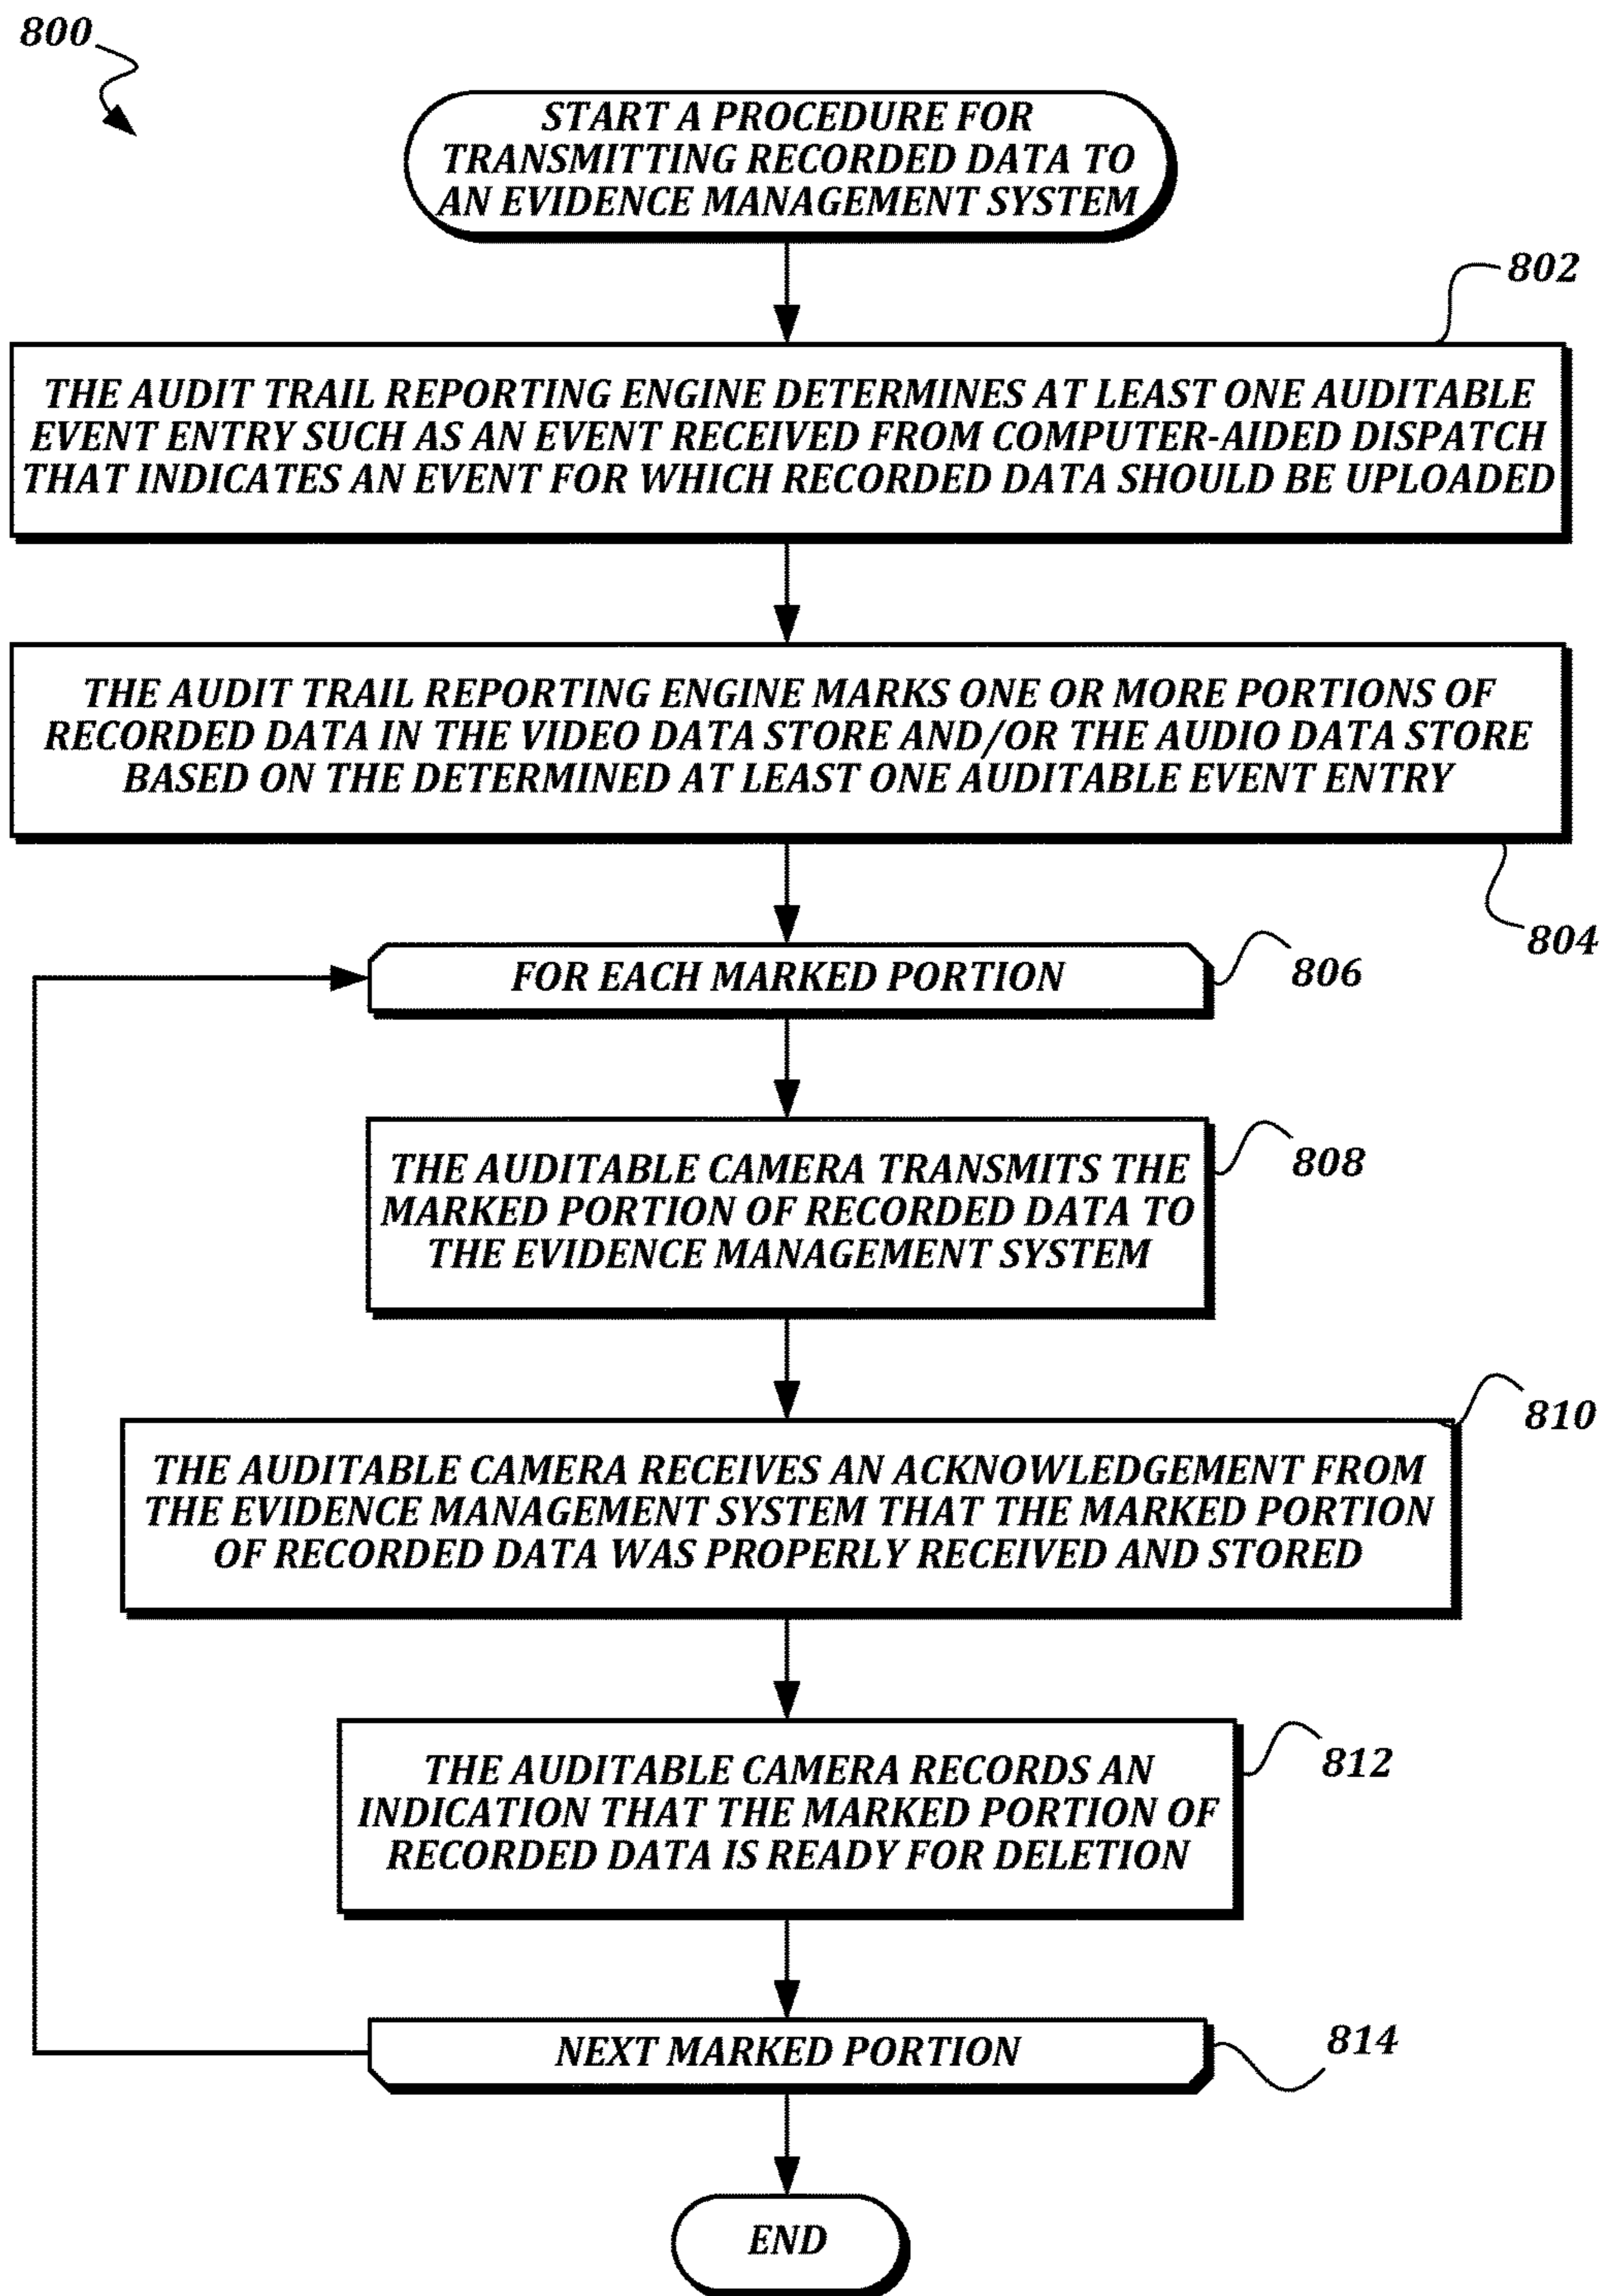 800
START A PROCEDURE FOR
TRANSMITTING RECORDED DATA TO
AN EVIDENCE MANAGEMENT SYSTEM
802
THE AUDIT TRAIL REPORTING ENGINE DETERMINES AT LEAST ONE AUDITABLE
EVENT ENTRY SUCH AS AN EVENT RECEIVED FROM COMPUTER-AIDED DISPATCH
THAT INDICATES AN EVENT FOR WHICH RECORDED DATA SHOULD BE UPLOADED
THE AUDIT TRAIL REPORTING ENGINE MARKS ONE OR MORE PORTIONS OF
RECORDED DATA IN THE VIDEO DATA STORE AND/OR THE AUDIO DATA STORE
BASED ON THE DETERMINED AT LEAST ONE AUDITABLE EVENT ENTRY
804
FOR EACH MARKED PORTION
806
THE AUDITABLE CAMERA TRANSMITS THE
MARKED PORTION OF RECORDED DATA TO
THE EVIDENCE MANAGEMENT SYSTEM
808
810
THE AUDITABLE CAMERA RECEIVES AN ACKNOWLEDGEMENT FROM
THE EVIDENCE MANAGEMENT SYSTEM THAT THE MARKED PORTION
OF RECORDED DATA WAS PROPERLY RECEIVED AND STORED
812
THE AUDITABLE CAMERA RECORDS AN
INDICATION THAT THE MARKED PORTION OF
RECORDED DATA IS READY FOR DELETION
NEXT MARKED PORTION
814
END